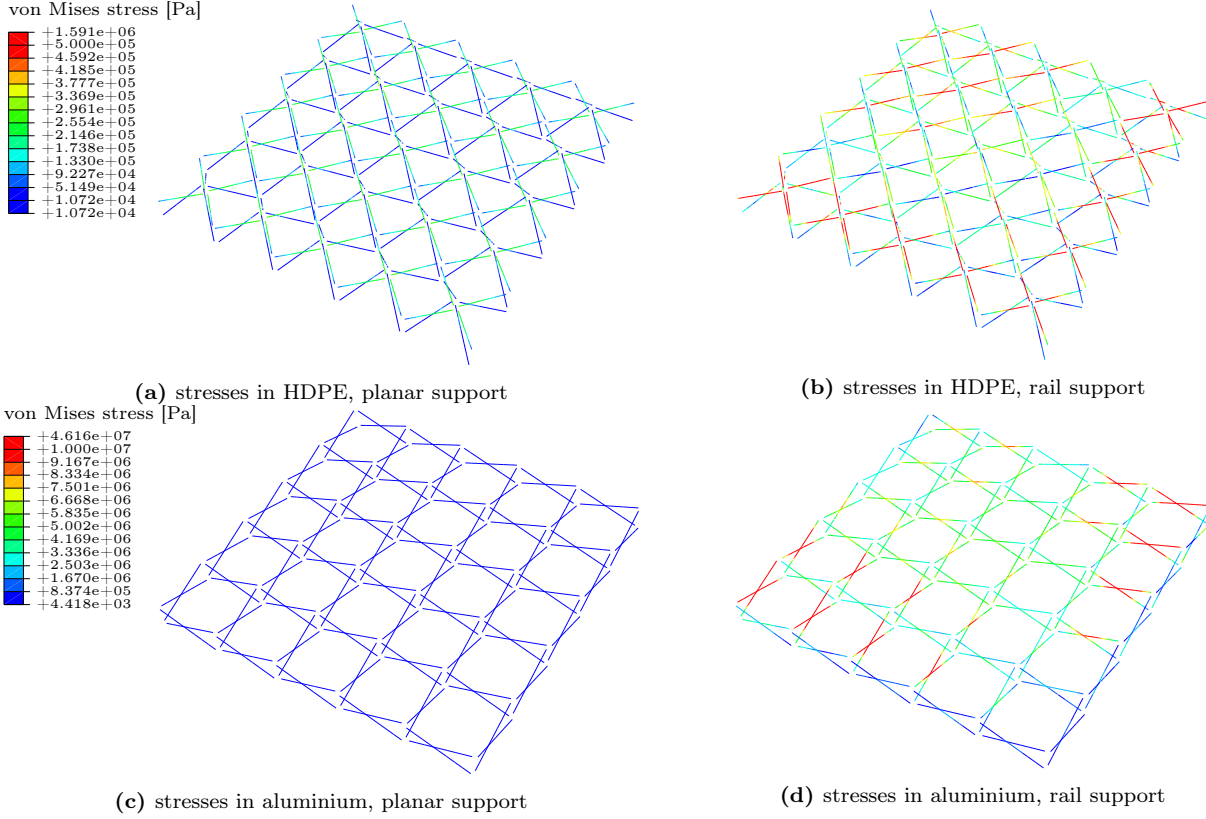 von Mises stress [Pa]
+1.591e+06
+5.000e+05
+4.592e+05
+4.185e+05
+3.777e+05
+3.369e+05
+2.961e+05
+2.554e+05
+2.146e+05
+1.738e+05
+1.330e+05
+9.227e+04
+5.149e+04
+1.072e+04
(a) stresses in HDPE, planar support
(b) stresses in HDPE, rail support
von Mises stress [Pa]
+4.616e+07
+1.000e+07
+9.167e+06
+8.334e+06
+7.501e+06
+6.668e+06
+5.835e+06
+5.002e+06
+4.169e+06
+3.336e+06
+2.503e+06
+1.670e+06
+8.374e+05
+4.418e+03
(c) stresses in aluminium, planar support
(d) stresses in aluminium, rail support